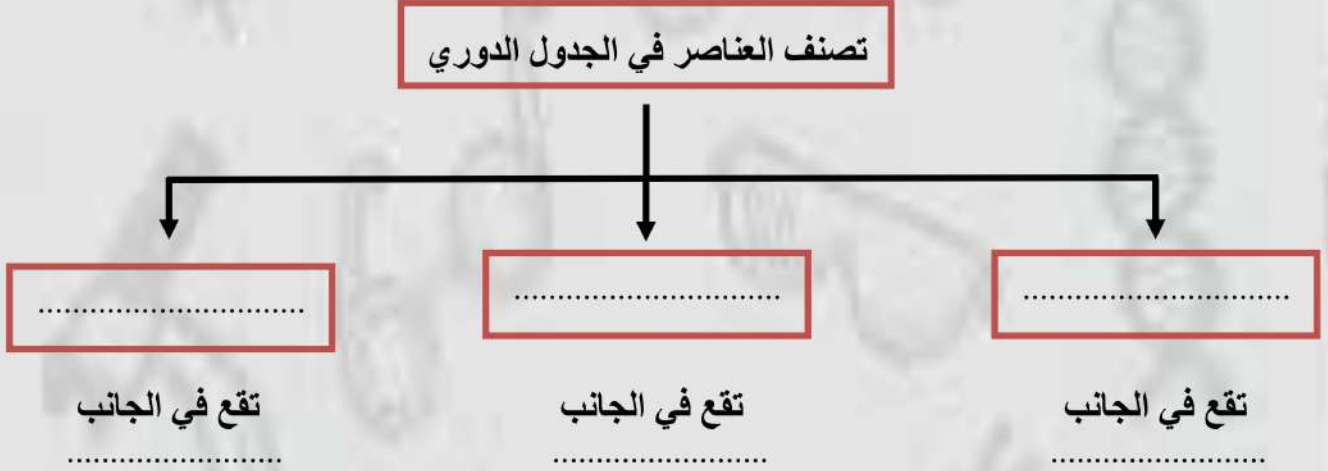 تصنف العناصر في الجدول الدوري
.............................. .............................. ..............................
تقع في الجانب تقع في الجانب تقع في الجانب
........................ ........................ ........................